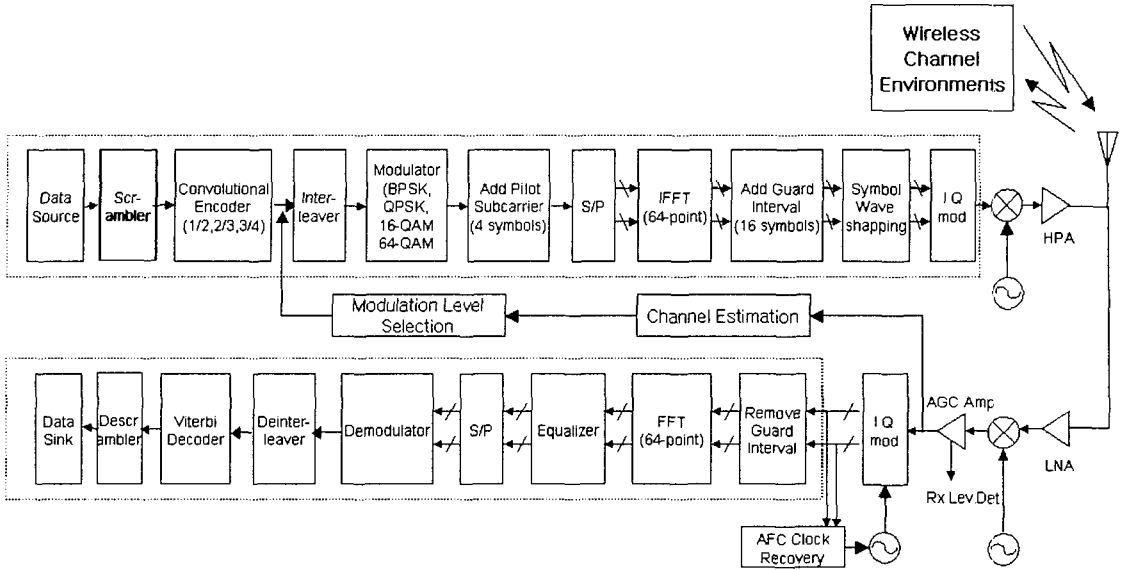 Wireless
Channel
Environments
Data
Source
Scr-
ambler
Convolutional
Encoder
(1/2,2/3,3/4)
Inter-
leaver
Modulator
(BPSK,
QPSK,
16-QAM
64-QAM
Add Pilot
Subcarrier
(4 symbols)
S/P
IFFT
(64-point)
Add Guard
Interval
(16 symbols)
Symbol
Wave
shapping
I Q
mod
HPA
Modulation Level
Selection
Channel Estimation
Data
Sink
Descr
ambler
Viterbi
Decoder
Deinter-
leaver
Demodulator
S/P
Equalizer
FFT
(64-point)
Remove
Guard
Interval
I Q
mod
AGC Amp
LNA
Rx Lev.Det
AFC Clock
Recovery